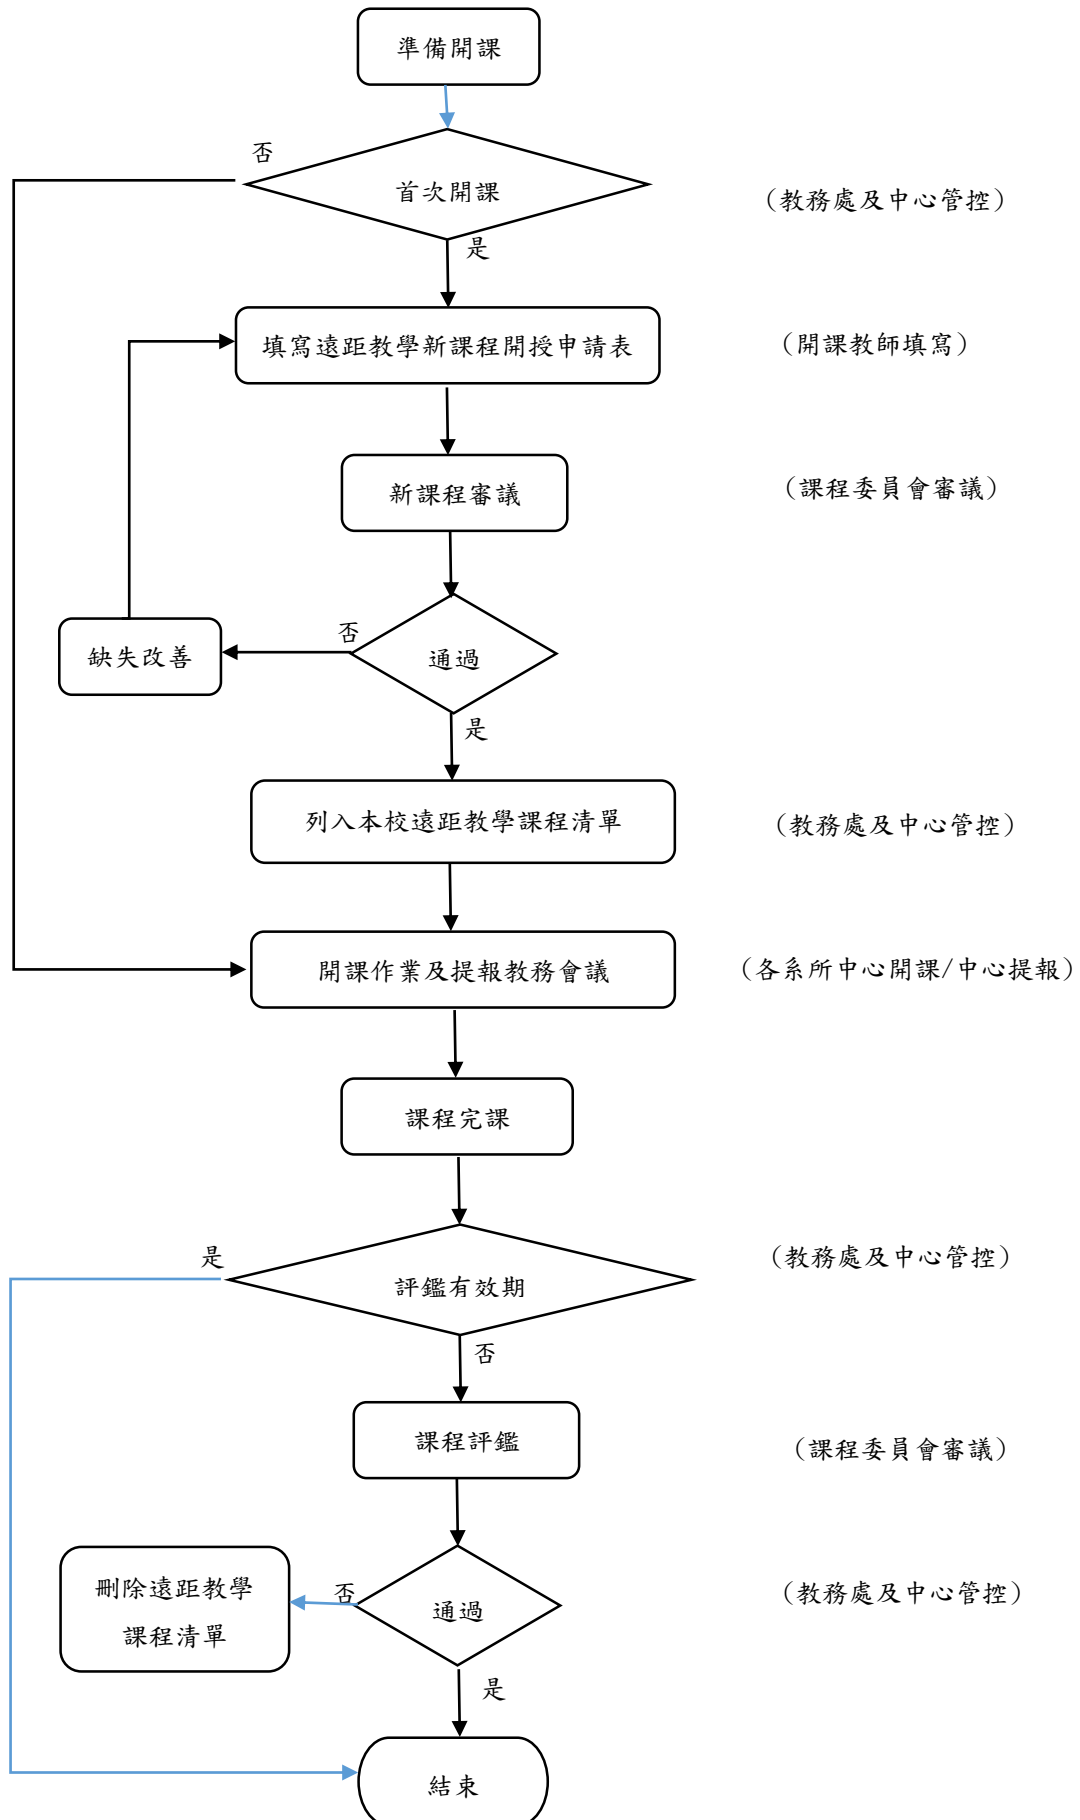 準備開課
否
首次開課
(教務處及中心管控)
是
填寫遠距教學新課程開授申請表
(開課教師填寫)
新課程審議
(課程委員會審議)
否
缺失改善
通過
是
列入本校遠距教學課程清單
(教務處及中心管控)
開課作業及提報教務會議
(各系所中心開課/中心提報)
課程完課
是
(教務處及中心管控)
評鑑有效期
否
課程評鑑
(課程委員會審議)
刪除遠距教學
課程清單
否
通過
(教務處及中心管控)
是
結束